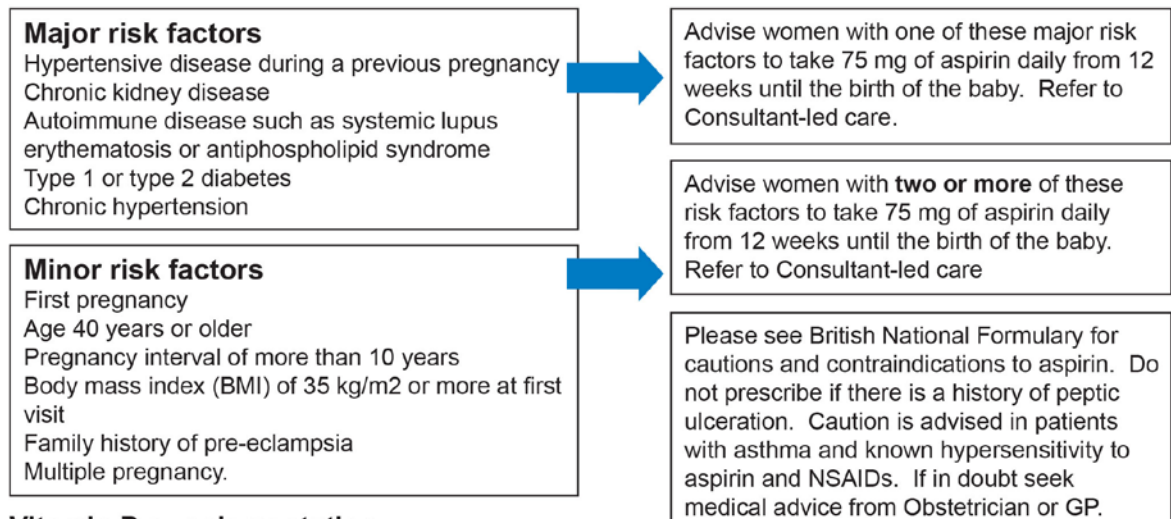 Major risk factors
Hypertensive disease during a previous pregnancy
Chronic kidney disease
Autoimmune disease such as systemic lupus
erythematosis or antiphospholipid syndrome
Type 1 or type 2 diabetes
Chronic hypertension
Advise women with one of these major risk
factors to take 75 mg of aspirin daily from 12
weeks until the birth of the baby.  Refer to
Consultant-led care.
Minor risk factors
First pregnancy
Age 40 years or older
Pregnancy interval of more than 10 years
Body mass index (BMI) of 35 kg/m2 or more at first
visit
Family history of pre-eclampsia
Multiple pregnancy.
Advise women with two or more of these
risk factors to take 75 mg of aspirin daily
from 12 weeks until the birth of the baby.
Refer to Consultant-led care
Please see British National Formulary for
cautions and contraindications to aspirin.  Do
not prescribe if there is a history of peptic
ulceration.  Caution is advised in patients
with asthma and known hypersensitivity to
aspirin and NSAIDs.  If in doubt seek
medical advice from Obstetrician or GP.